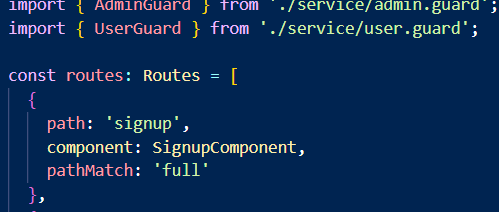 import { AdminGuard } from './service/admin.guard';
import { UserGuard } from './service/user.guard';
const routes: Routes = [
{
path: 'signup',
component: SignupComponent,
pathMatch: 'full'
},